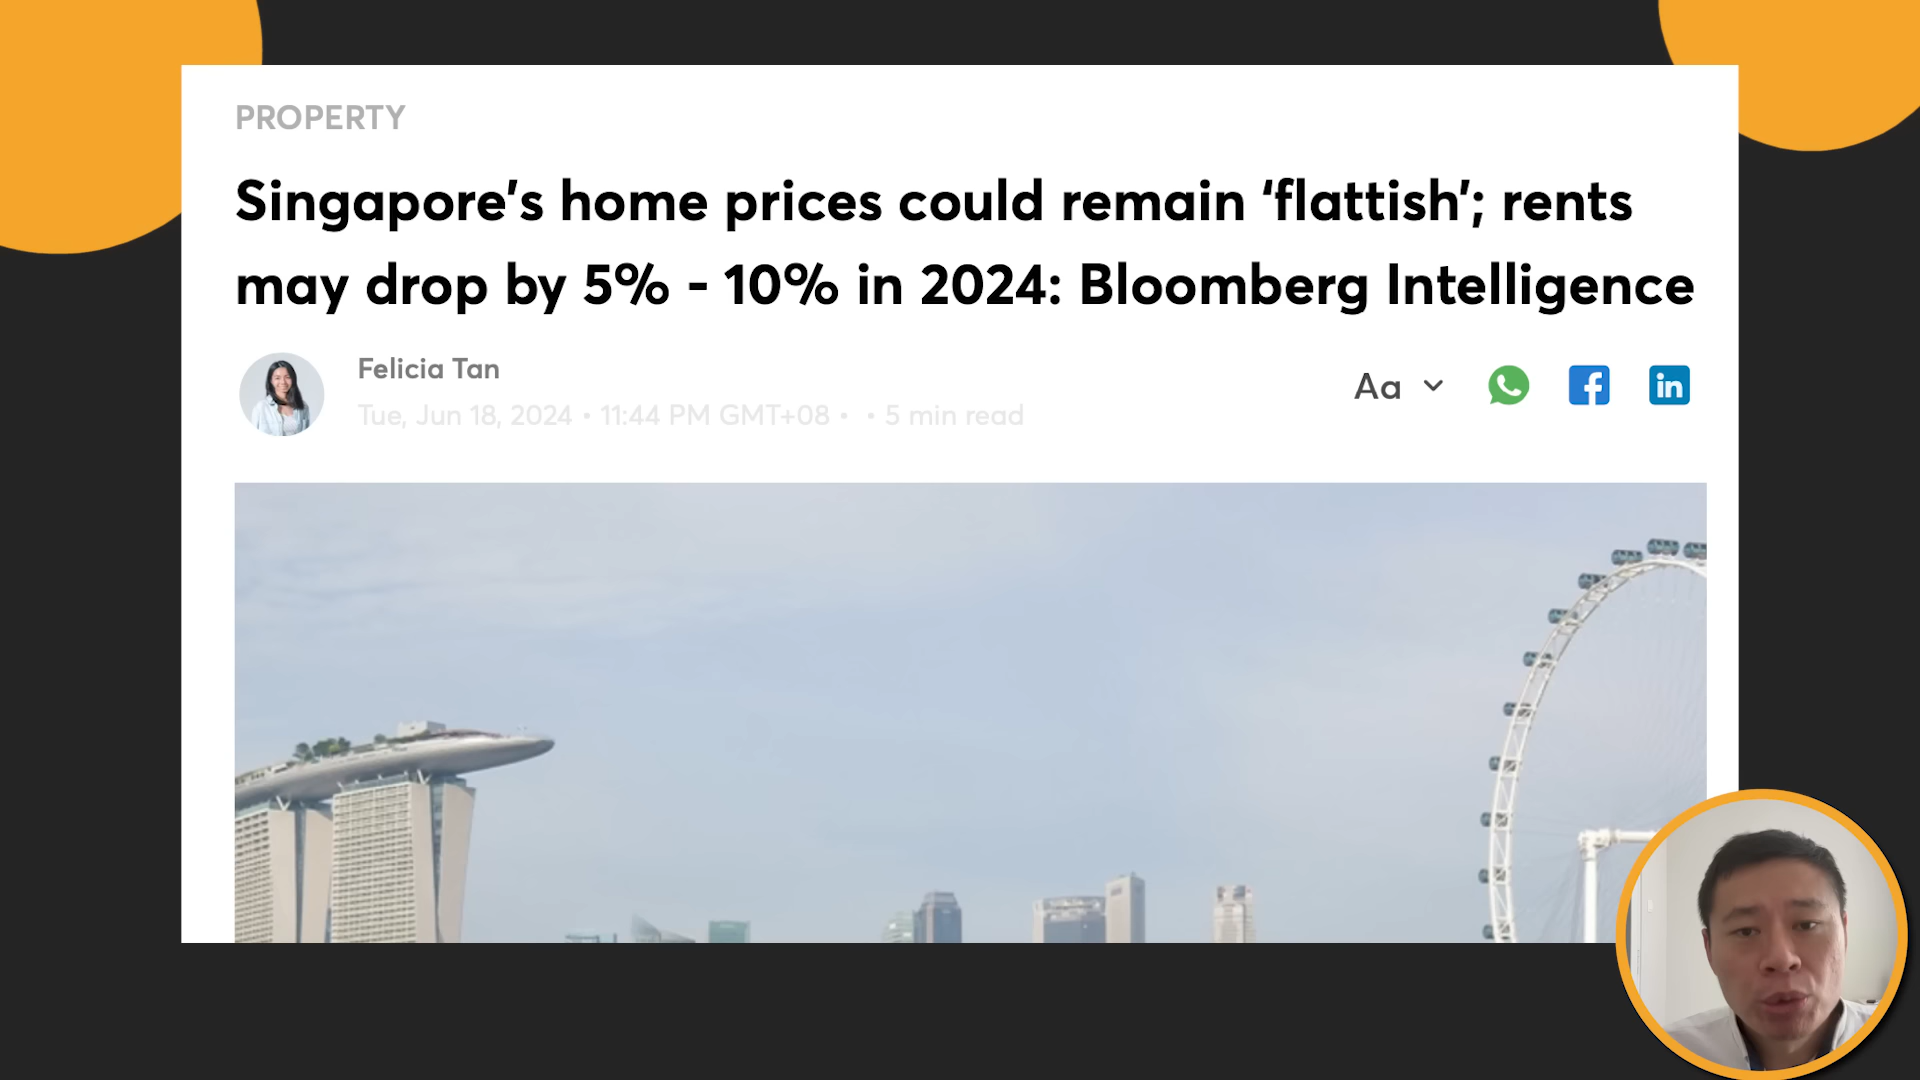 PROPERTY
Singapore's home prices could remain ‘flattish’; rents
may drop by 5% - 10% in 2024: Bloomberg Intelligence
Felicia Tan
Tue, Jun 18, 2024 • 11:44 PM GMT+08 • • 5 min read
Aa
in